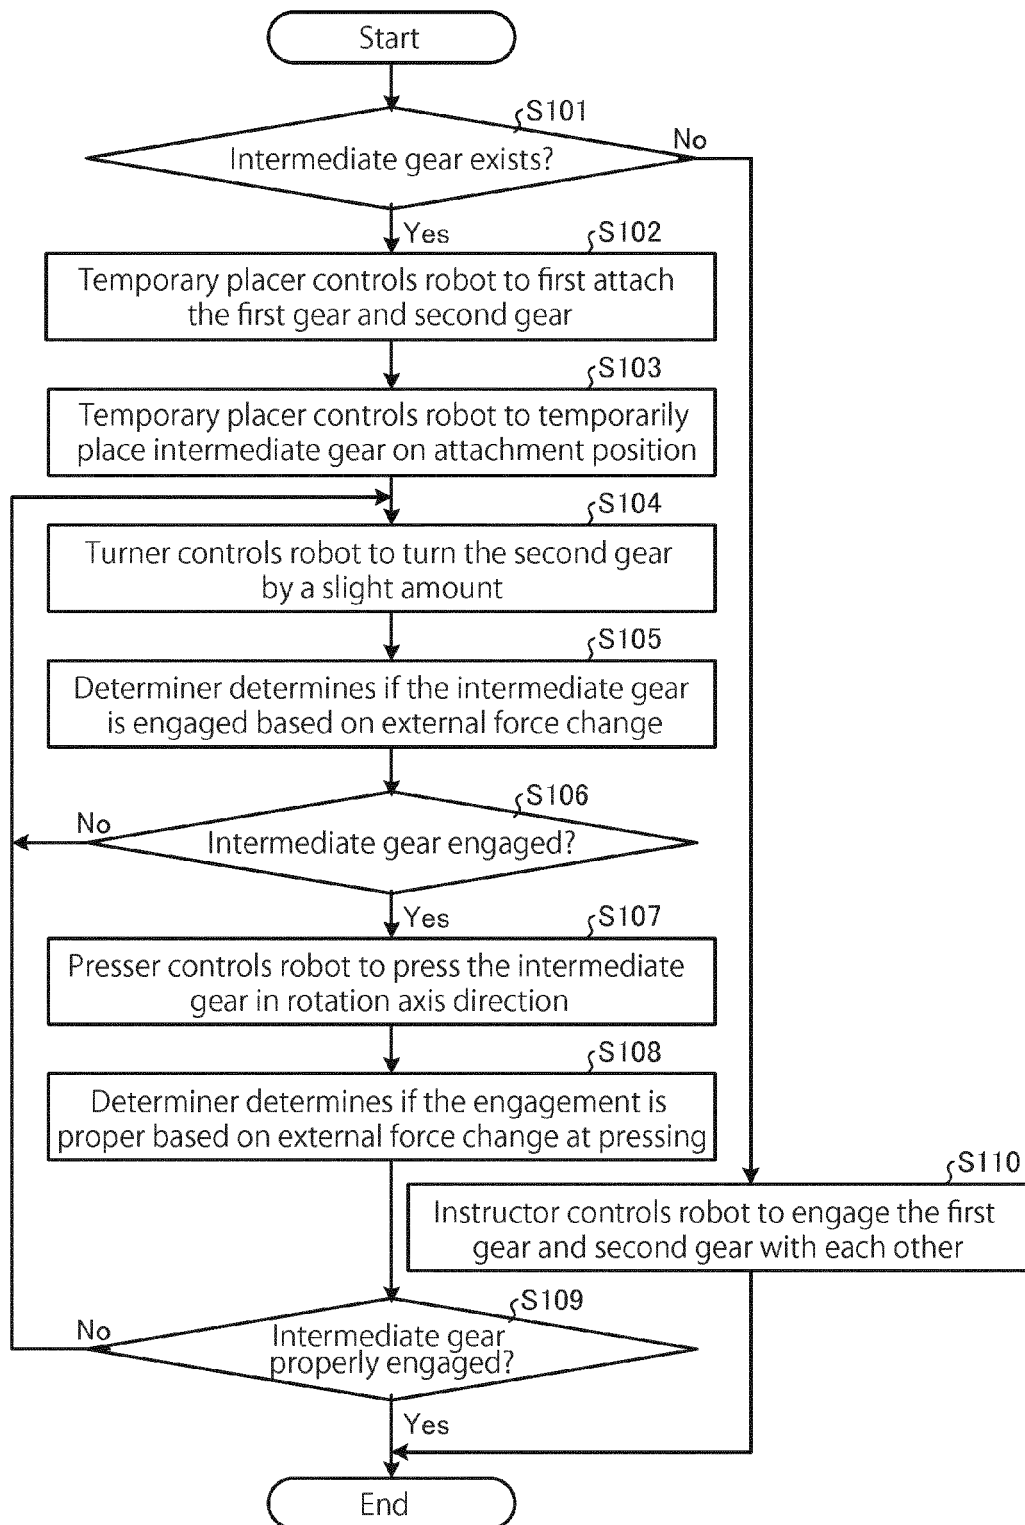 Start
S101
Intermediate gear exists?
No
Yes
S102
Temporary placer controls robot to first attach
the first gear and second gear
S103
Temporary placer controls robot to temporarily
place intermediate gear on attachment position
S104
Turner controls robot to turn the second gear
by a slight amount
S105
Determiner determines if the intermediate gear
is engaged based on external force change
S106
No
Intermediate gear engaged?
Yes
S107
Presser controls robot to press the intermediate
gear in rotation axis direction
S108
Determiner determines if the engagement is
proper based on external force change at pressing
S110
Instructor controls robot to engage the first
gear and second gear with each other
S109
No
Intermediate gear
properly engaged?
Yes
End